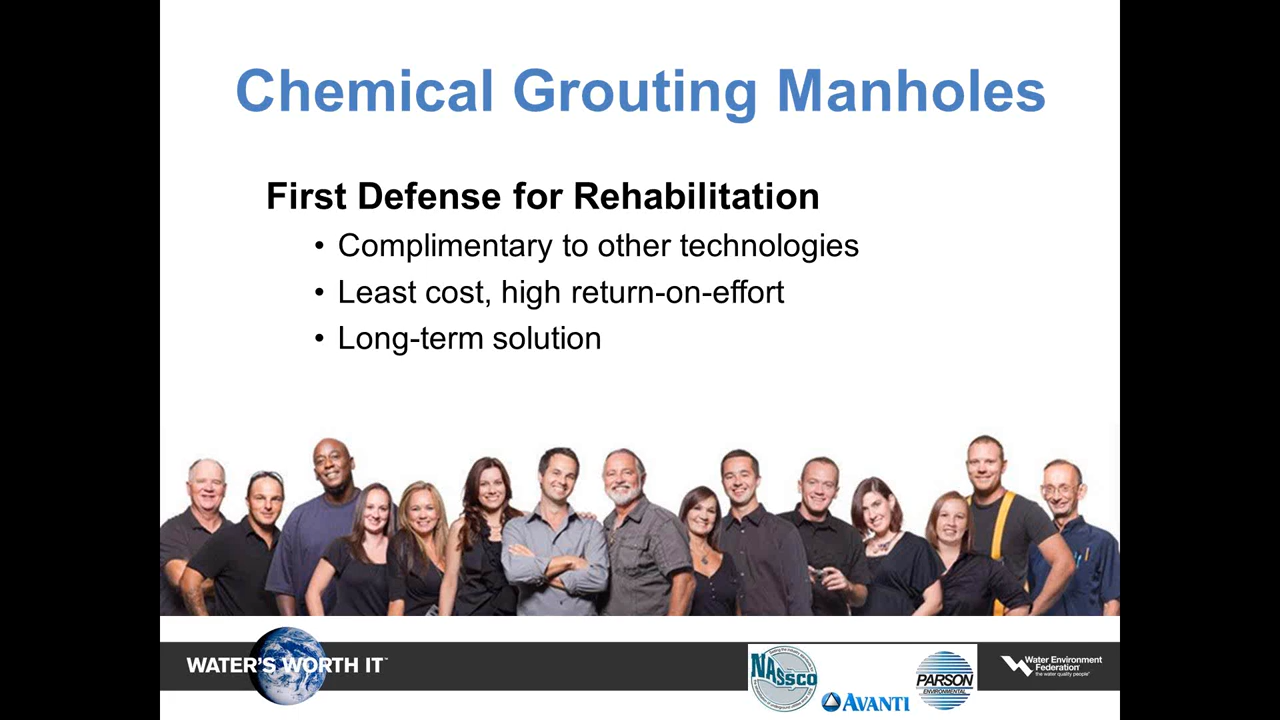 Chemical Grouting Manholes
First Defense for Rehabilitation
• Complimentary to other technologies
• Least cost, high return-on-effort
• Long-term solution
WATER'S WORTH IT™
NASSCO
AVANTI
PARSON
ENVIRONMENTAL
Water Environment
Federation
the water quality people®